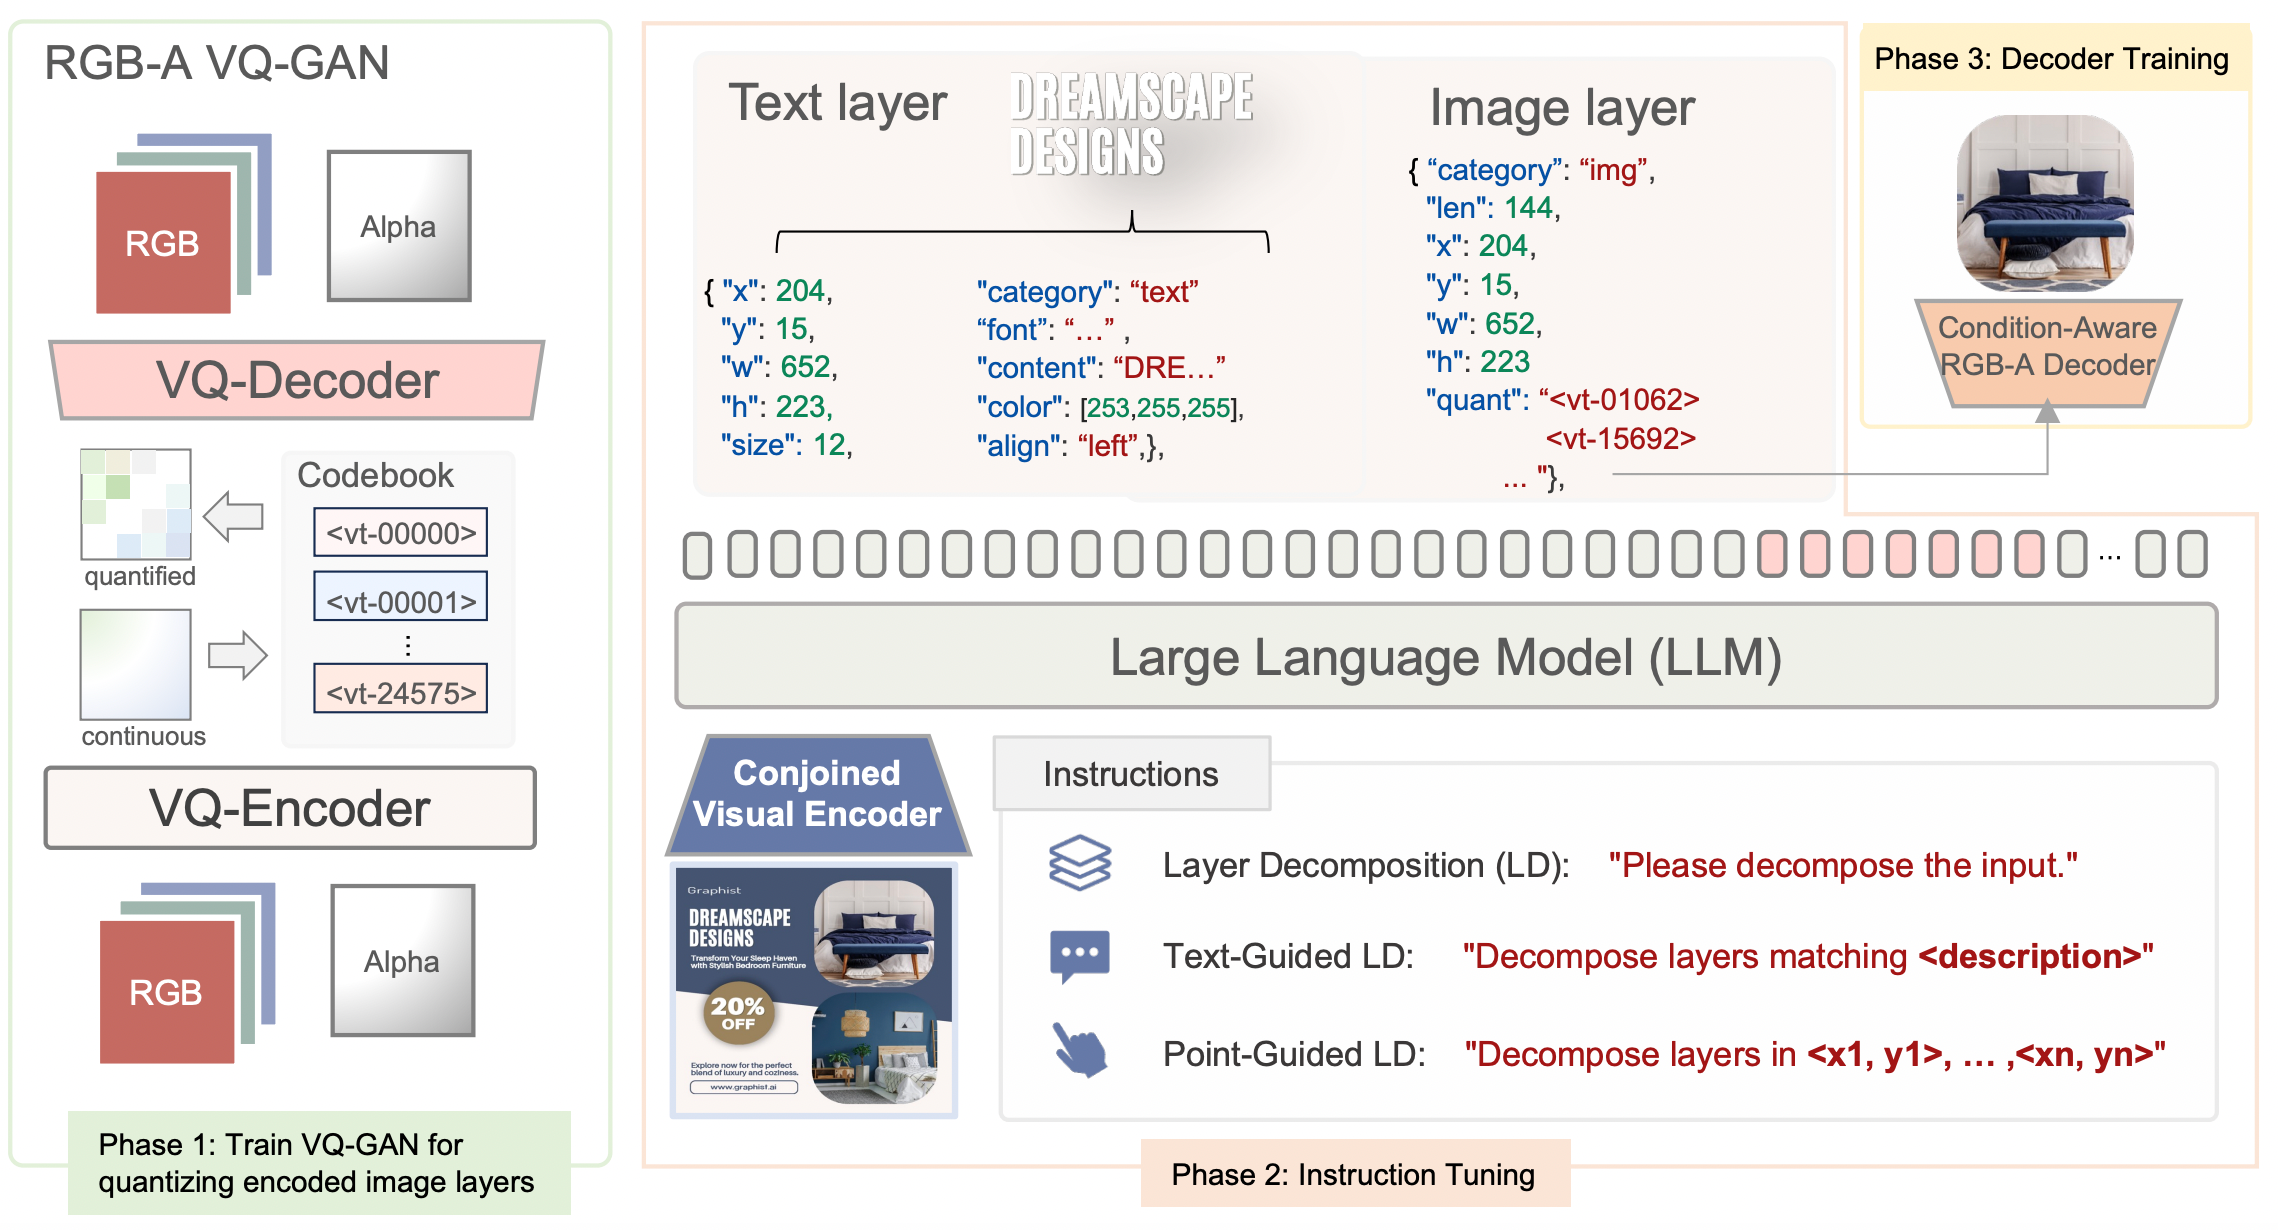 RGB-A VQ-GAN
RGB
Alpha
VQ-Decoder
quantified
continuous
Codebook
<vt-00000>
<vt-00001>
⋮
<vt-24575>
VQ-Encoder
RGB
Alpha
Phase 1: Train VQ-GAN for
quantizing encoded image layers
Text layer
DREAMSCAPE
DESIGNS
{ "x": 204,
"y": 15,
"w": 652,
"h": 223,
"size": 12,
"category": “text”
“font”: “…” ,
"content": “DRE…”
"color": [253,255,255],
"align": “left”,},
Image layer
{ “category”: “img”,
"len": 144,
"x": 204,
"y": 15,
"w": 652,
"h": 223
"quant": “<vt-01062>
<vt-15692>
... "},
Phase 3: Decoder Training
Condition-Aware
RGB-A Decoder
...
Large Language Model (LLM)
Conjoined
Visual Encoder
Graphist
DREAMSCAPE
DESIGNS
Transform Your Sleep Haven
with Stylish Bedroom Furniture
20%
OFF
Explore now for the perfect
blend of luxury and coziness.
www.graphist.ai
Instructions
Layer Decomposition (LD): "Please decompose the input."
Text-Guided LD: "Decompose layers matching <description>"
Point-Guided LD: "Decompose layers in <x1, y1>, … ,<xn, yn>"
Phase 2: Instruction Tuning